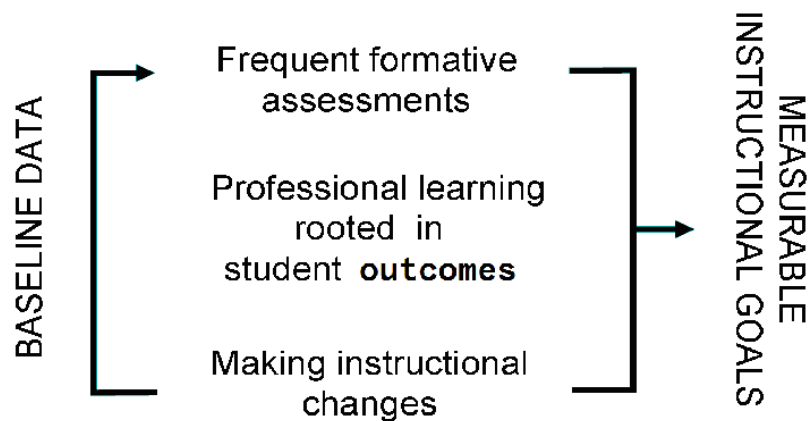 BASELINE DATA
Frequent formative
assessments
Professional learning
rooted in
student outcomes
Making instructional
changes
MEASURABLE
INSTRUCTIONAL GOALS